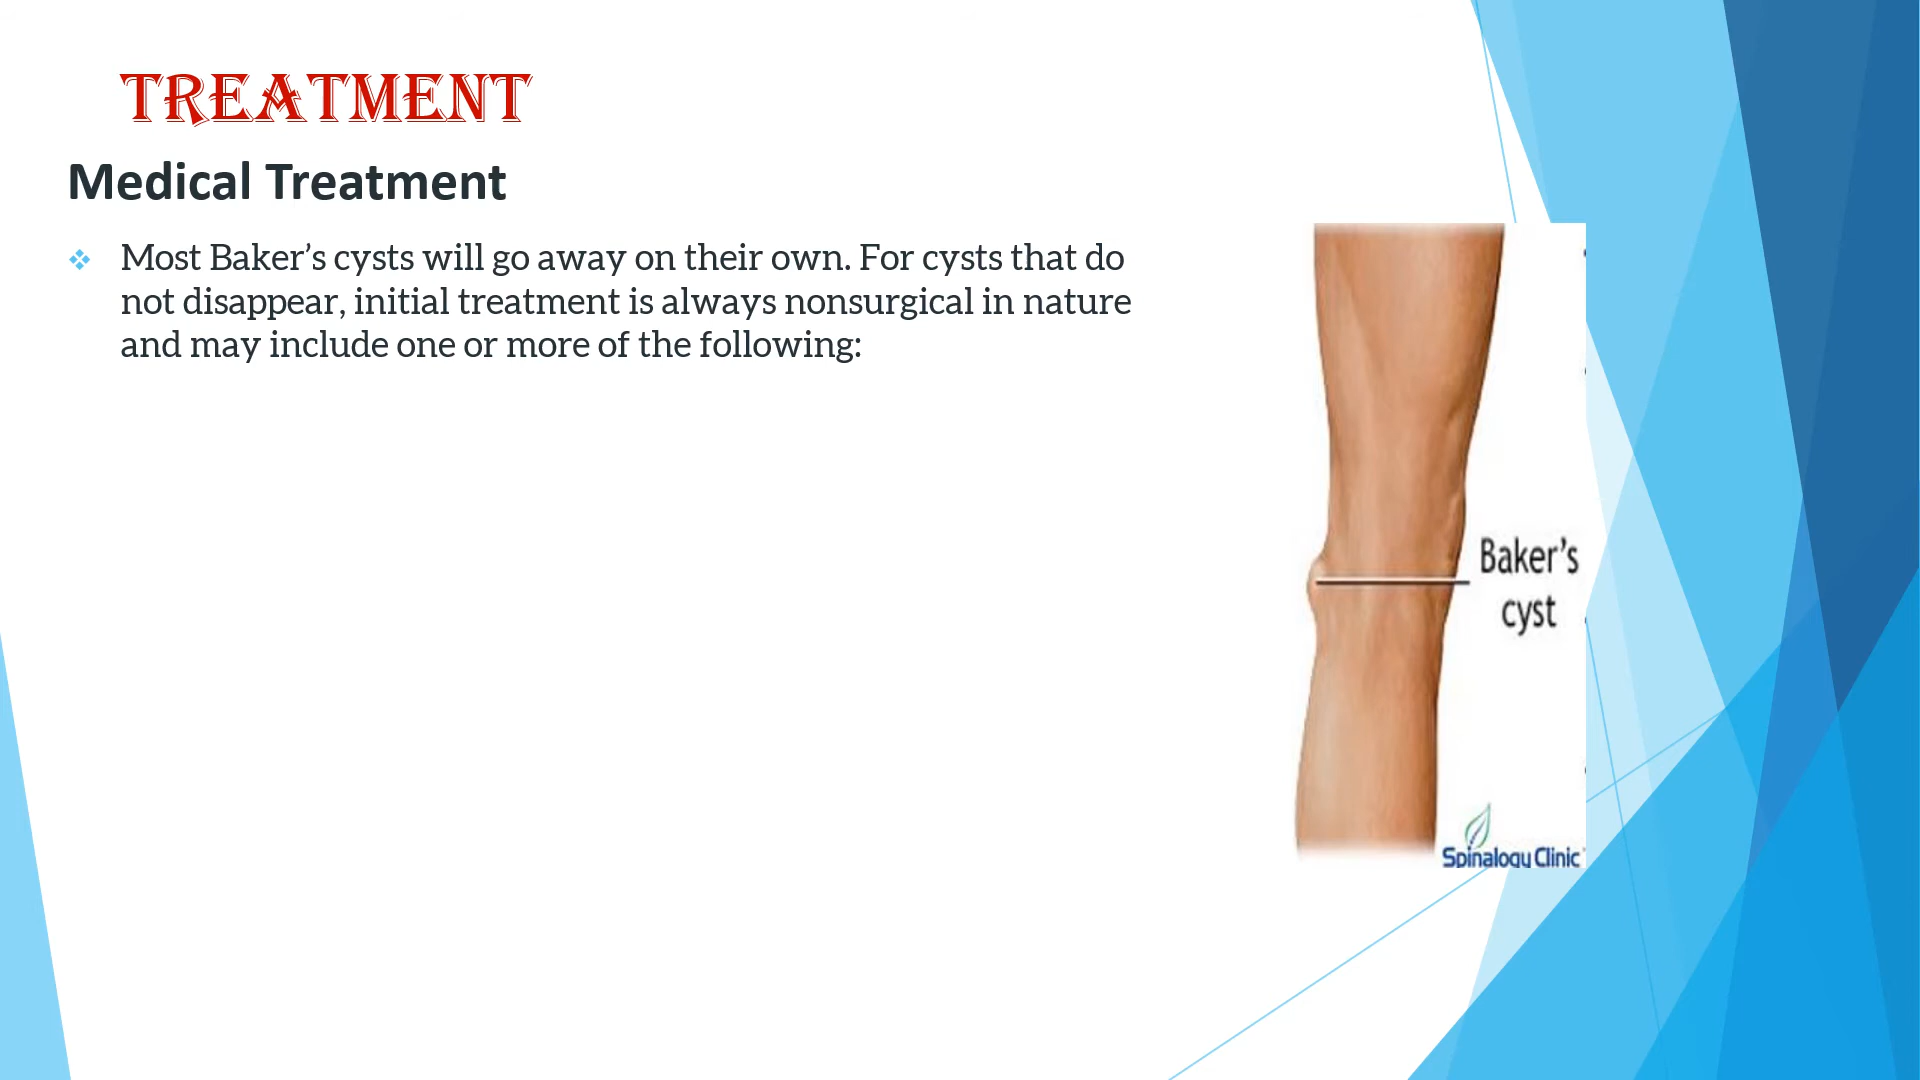 TREATMENT
Medical Treatment
Most Baker’s cysts will go away on their own. For cysts that do
not disappear, initial treatment is always nonsurgical in nature
and may include one or more of the following:
Baker’s
cyst
Spinalogy Clinic